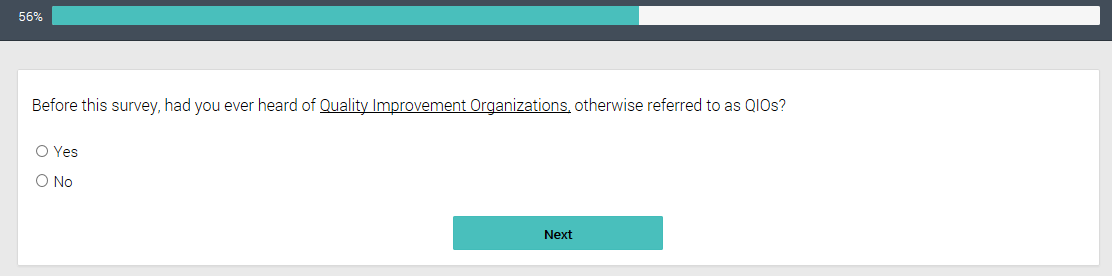 56%
Before this survey, had you ever heard of Quality Improvement Organizations, otherwise referred to as QIOs?
Yes
No
Next